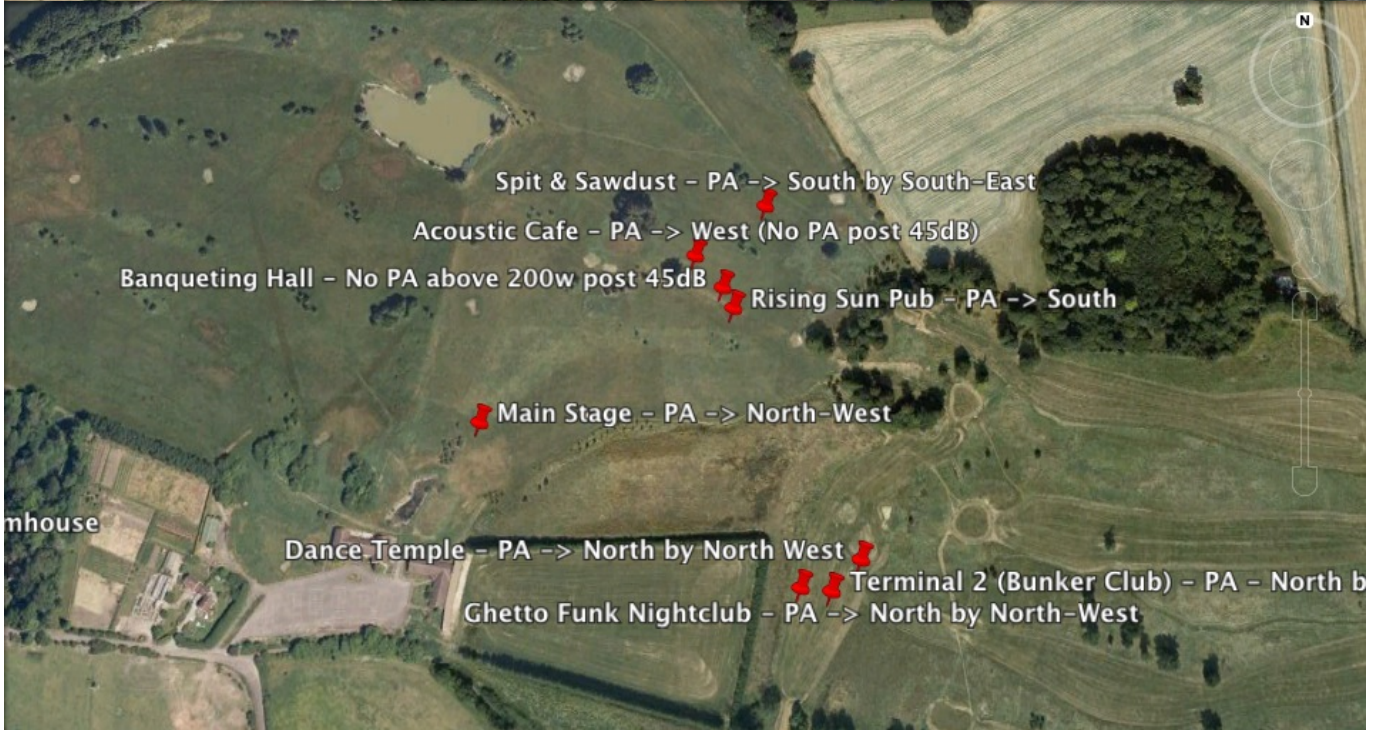 N
Spit & Sawdust - PA -> South by South-East
Acoustic Cafe - PA -> West (No PA post 45dB)
Banqueting Hall - No PA above 200w post 45dB
Rising Sun Pub - PA -> South
Main Stage - PA -> North-West
mhouse
Dance Temple - PA -> North by North West
Terminal 2 (Bunker Club) - PA - North b
Ghetto Funk Nightclub - PA -> North by North-West